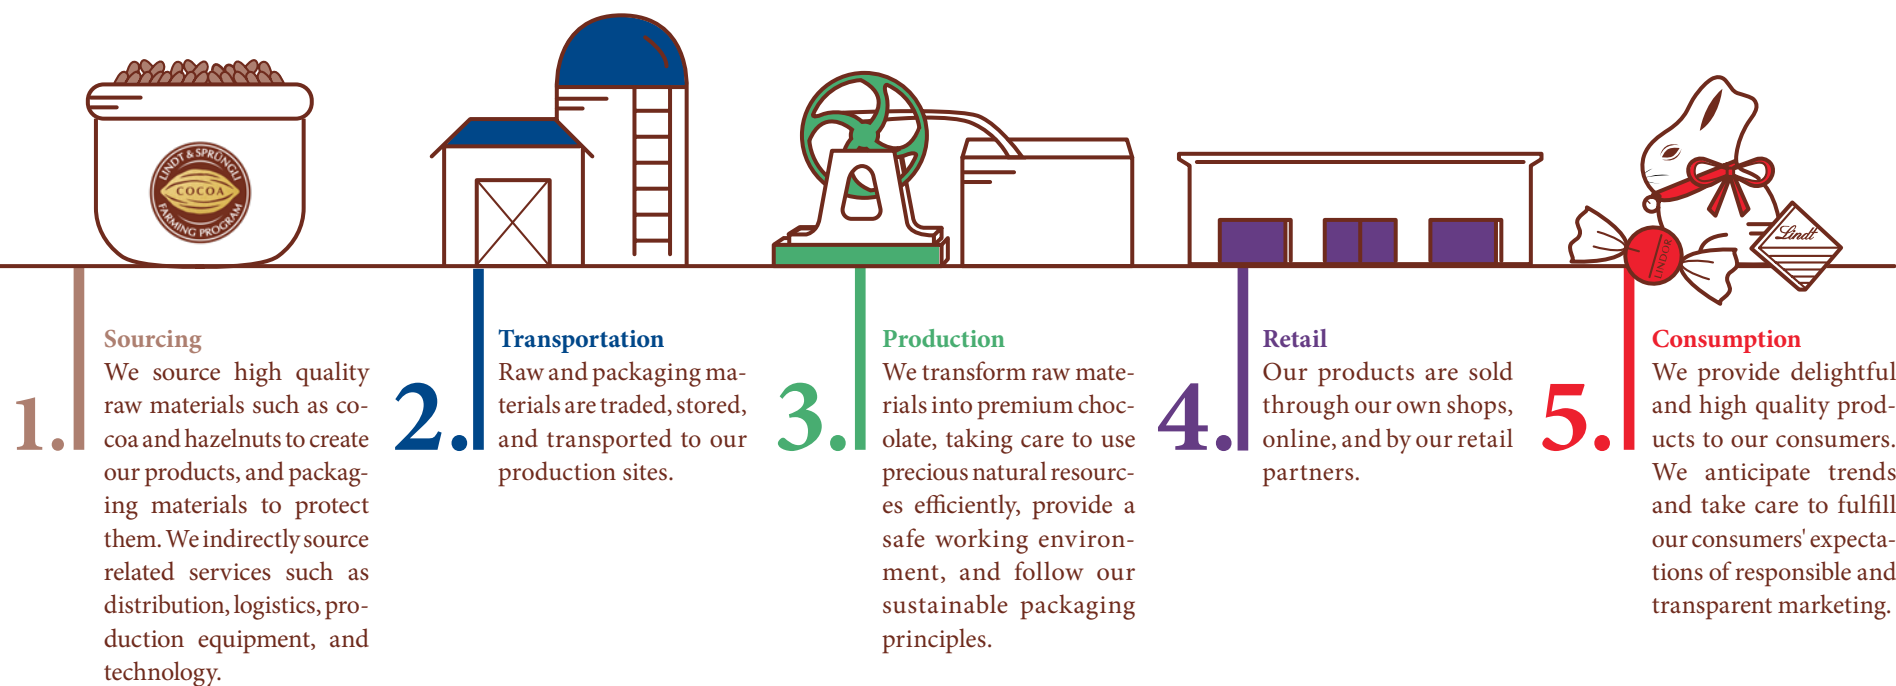 LINDT & SPRÜNGLI
COCOA
FARMING PROGRAM
LINDOR
Lindt
1.
Sourcing
We source high quality
raw materials such as co-
coa and hazelnuts to create
our products, and packag-
ing materials to protect
them. We indirectly source
related services such as
distribution, logistics, pro-
duction equipment, and
technology.
2.
Transportation
Raw and packaging ma-
terials are traded, stored,
and transported to our
production sites.
3.
Production
We transform raw mate-
rials into premium choc-
olate, taking care to use
precious natural resourc-
es efficiently, provide a
safe working environ-
ment, and follow our
sustainable packaging
principles.
4.
Retail
Our products are sold
through our own shops,
online, and by our retail
partners.
5.
Consumption
We provide delightful
and high quality prod-
ucts to our consumers.
We anticipate trends
and take care to fulfill
our consumers' expecta-
tions of responsible and
transparent marketing.